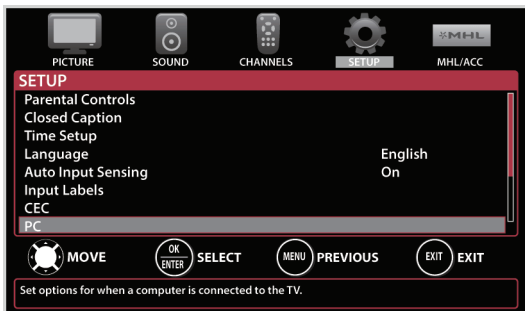 MHL
PICTURE SOUND CHANNELS SETUP MHL/ACC
SETUP
Parental Controls
Closed Caption
Time Setup
Language English
Auto Input Sensing On
Input Labels
CEC
PC
MOVE OK ENTER SELECT MENU PREVIOUS EXIT EXIT
Set options for when a computer is connected to the TV.